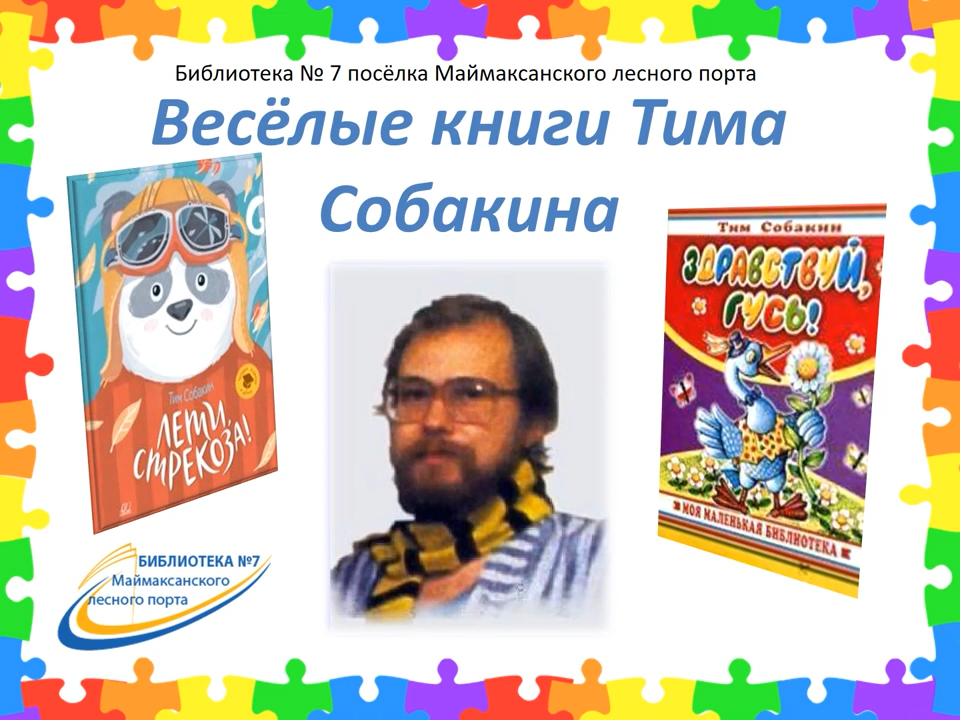 Библиотека № 7 посёлка Маймаксанского лесного порта
Весёлые книги Тима
Собакина
Тим Собакин
ЛЕТИ,
СТРЕКОЗА!
Тим Собакин
ЗДРАВСТВУЙ,
ГУСЬ!
МОЯ МАЛЕНЬКАЯ БИБЛИОТЕКА
БИБЛИОТЕКА №7
Маймаксанского
лесного порта